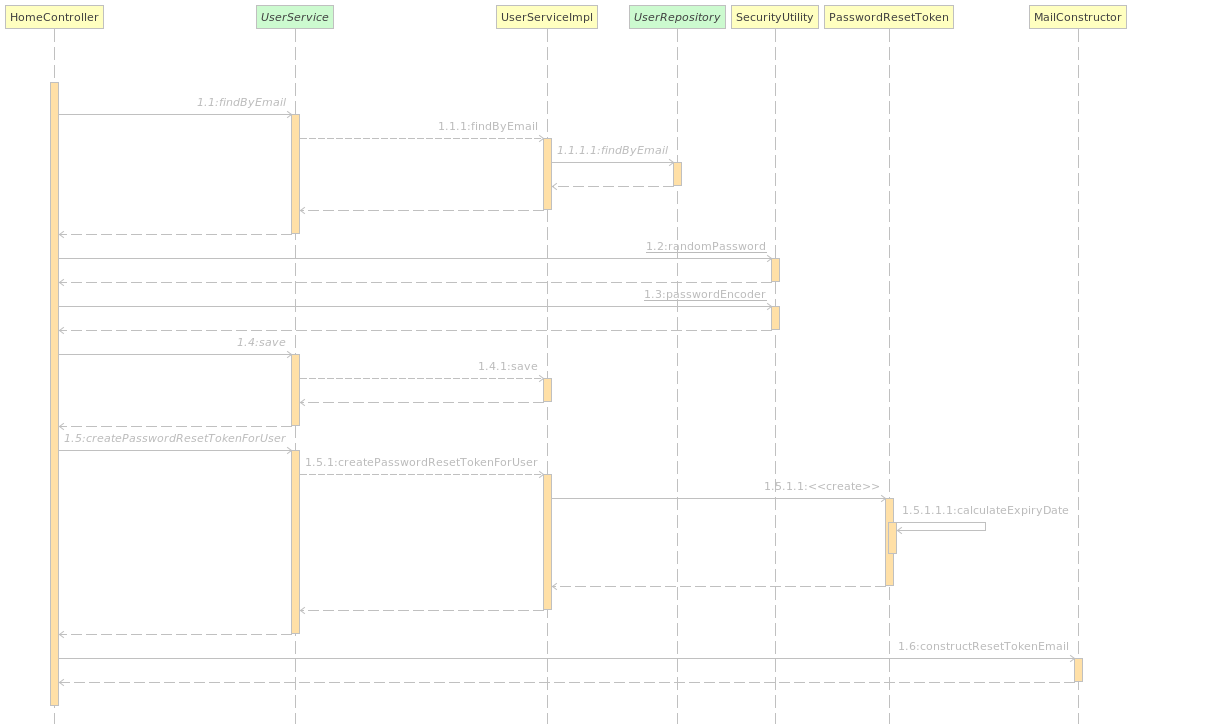 HomeController
UserService
UserServiceImpl
UserRepository
SecurityUtility
PasswordResetToken
MailConstructor
1.1:findByEmail
1.1.1:findByEmail
1.1.1.1:findByEmail
1.2:randomPassword
1.3:passwordEncoder
1.4:save
1.4.1:save
1.5:createPasswordResetTokenForUser
1.5.1:createPasswordResetTokenForUser
1.5.1.1:<<create>>
1.5.1.1.1:calculateExpiryDate
1.6:constructResetTokenEmail